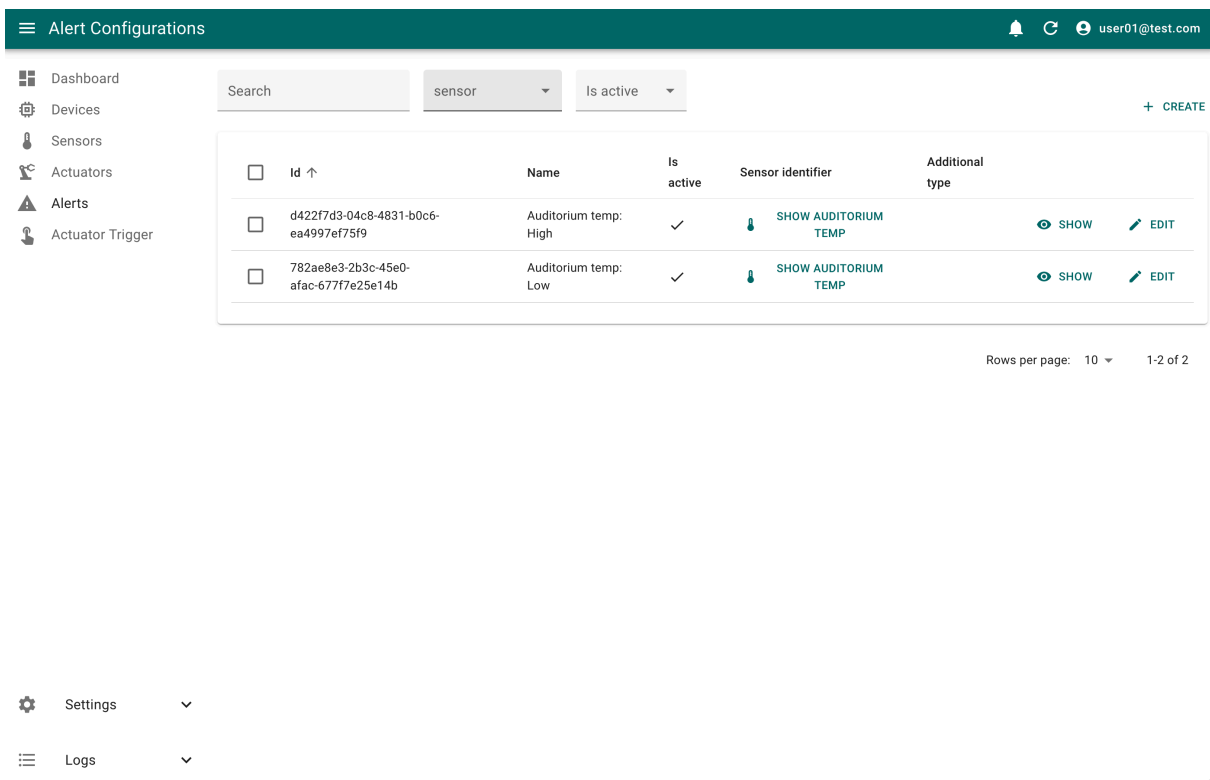 Alert Configurations
user01@test.com
Dashboard
Devices
Sensors
Actuators
Alerts
Actuator Trigger
Settings
Logs
Search
sensor
Is active
CREATE
Id
Name
Is
active
Sensor identifier
Additional
type
d422f7d3-04c8-4831-b0c6-
ea4997ef75f9
Auditorium temp:
High
SHOW AUDITORIUM
TEMP
SHOW
EDIT
782ae8e3-2b3c-45e0-
afac-677f7e25e14b
Auditorium temp:
Low
SHOW AUDITORIUM
TEMP
SHOW
EDIT
Rows per page: 10
1-2 of 2